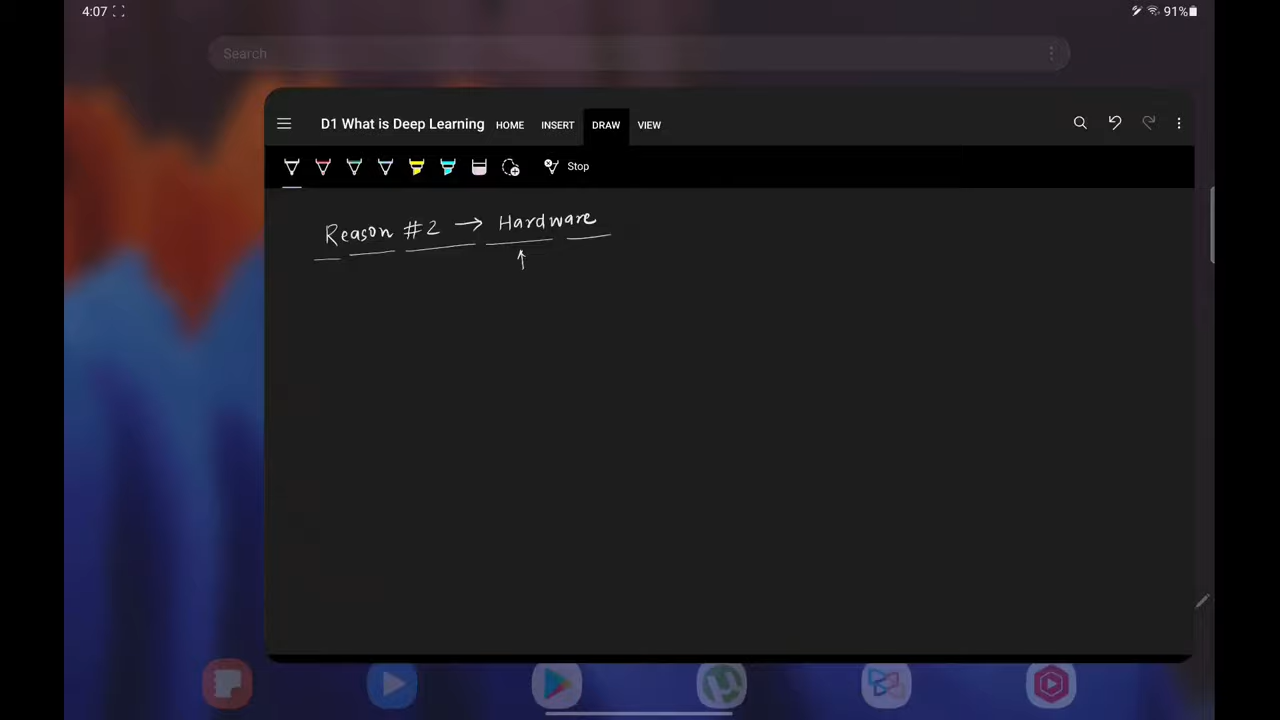 4:07 91%
Search
D1 What is Deep Learning HOME INSERT DRAW VIEW
Stop
Reason #2 → Hardware
↑